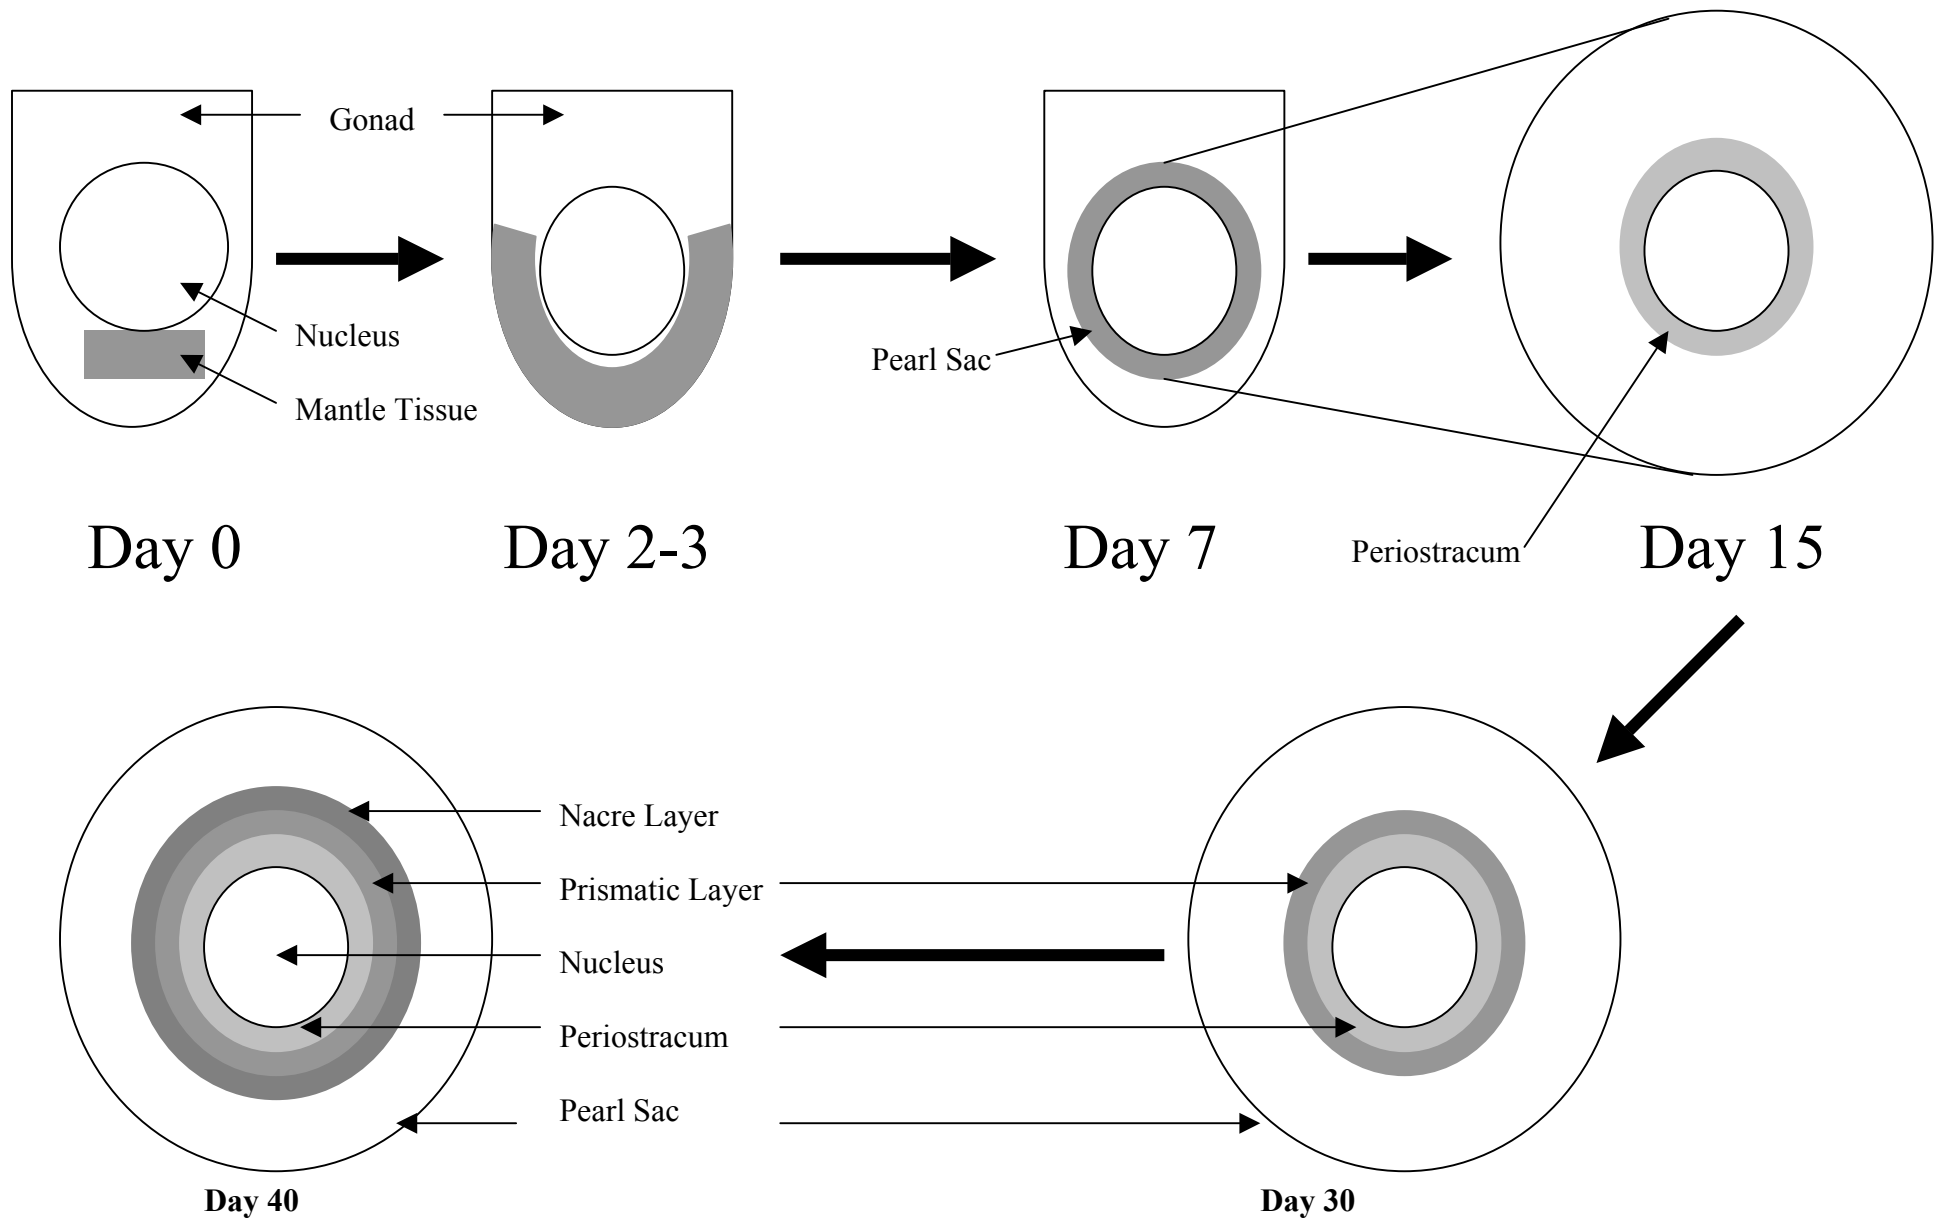 Gonad
Nucleus
Mantle Tissue
Pearl Sac
Periostracum
Day 0
Day 2-3
Day 7
Day 15
Nacre Layer
Prismatic Layer
Nucleus
Periostracum
Pearl Sac
Day 40
Day 30